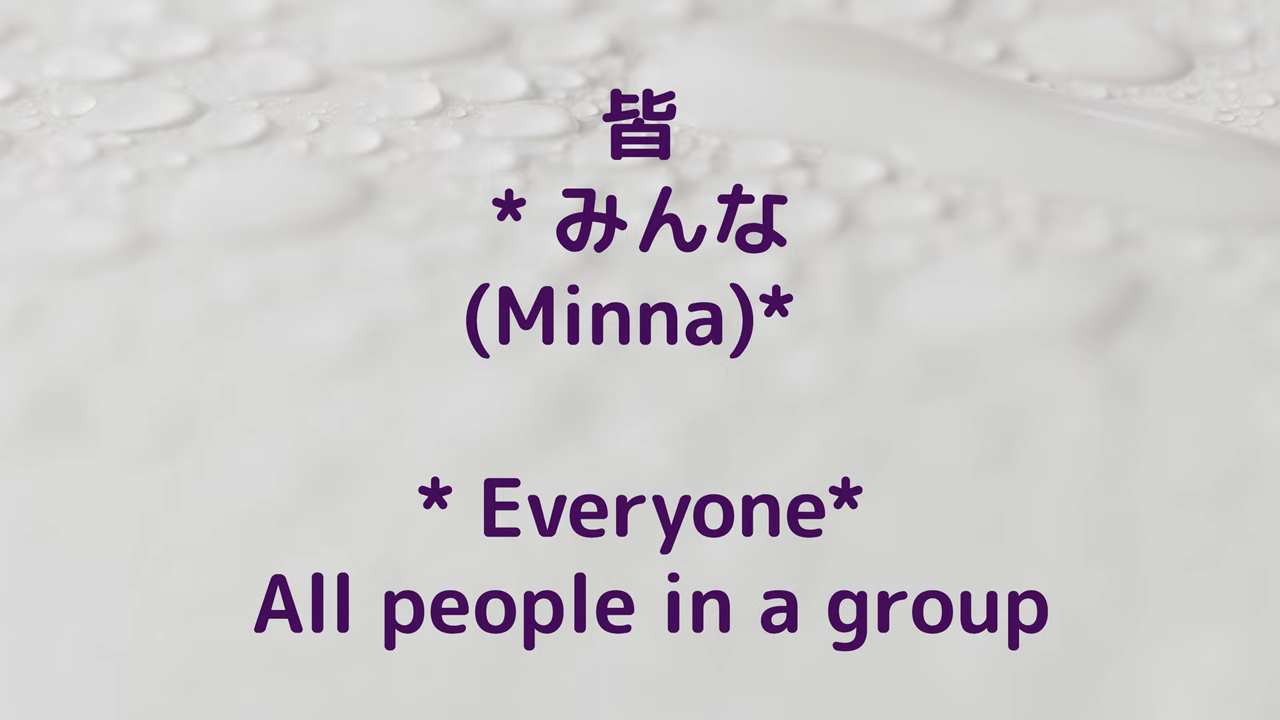 皆
* みんな
(Minna)*
* Everyone*
All people in a group